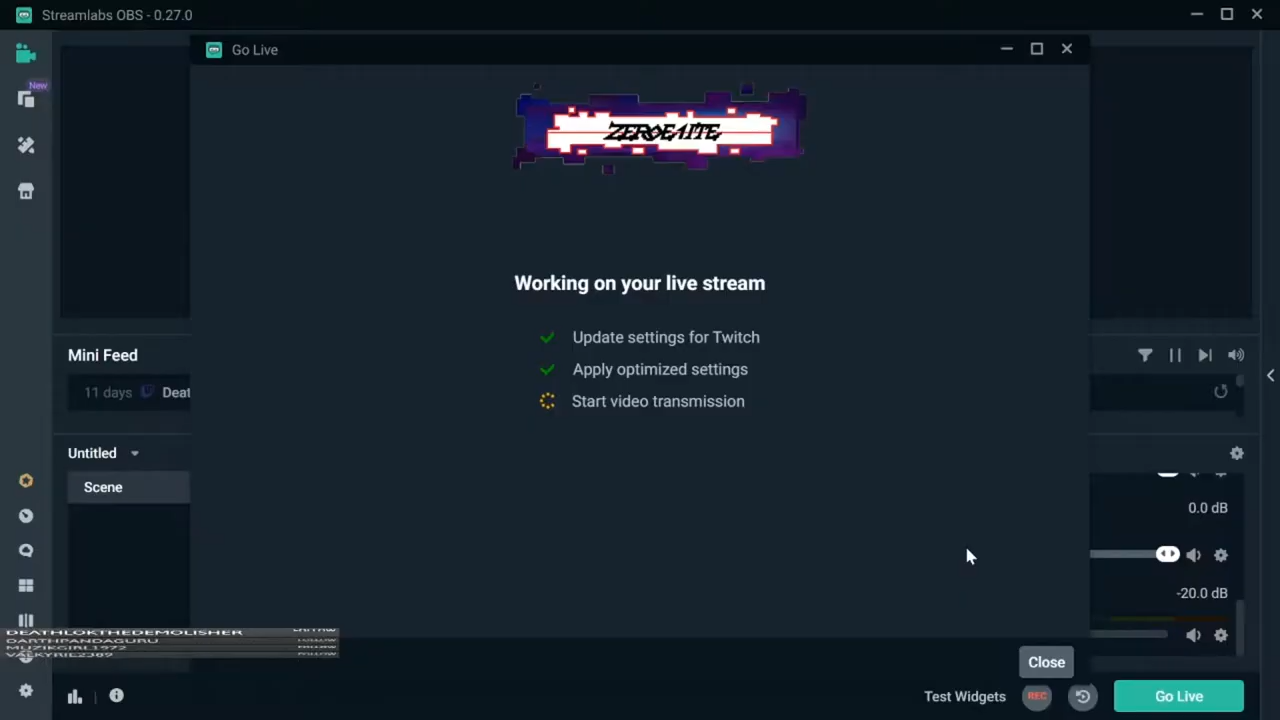 Streamlabs OBS - 0.27.0
Go Live
New
Working on your live stream
Update settings for Twitch
Apply optimized settings
Start video transmission
Mini Feed
11 days Deat
Untitled
Scene
0.0 dB
-20.0 dB
DEATHLOKTHEDEMOLISHER
DARTHPANDAGURU
MUZIKGIRL1972
VALKYRIE2389
Close
Test Widgets
REC
Go Live